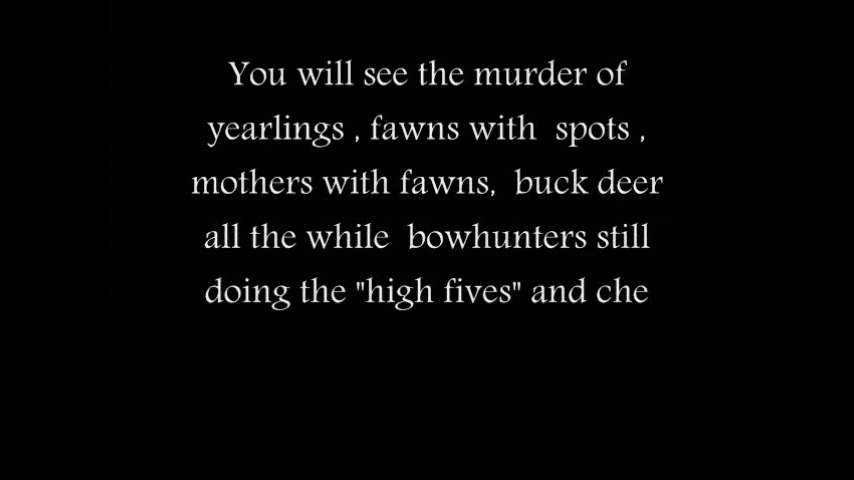 You will see the murder of
yearlings , fawns with  spots ,
mothers with fawns,  buck deer
all the while  bowhunters still
doing the "high fives" and che